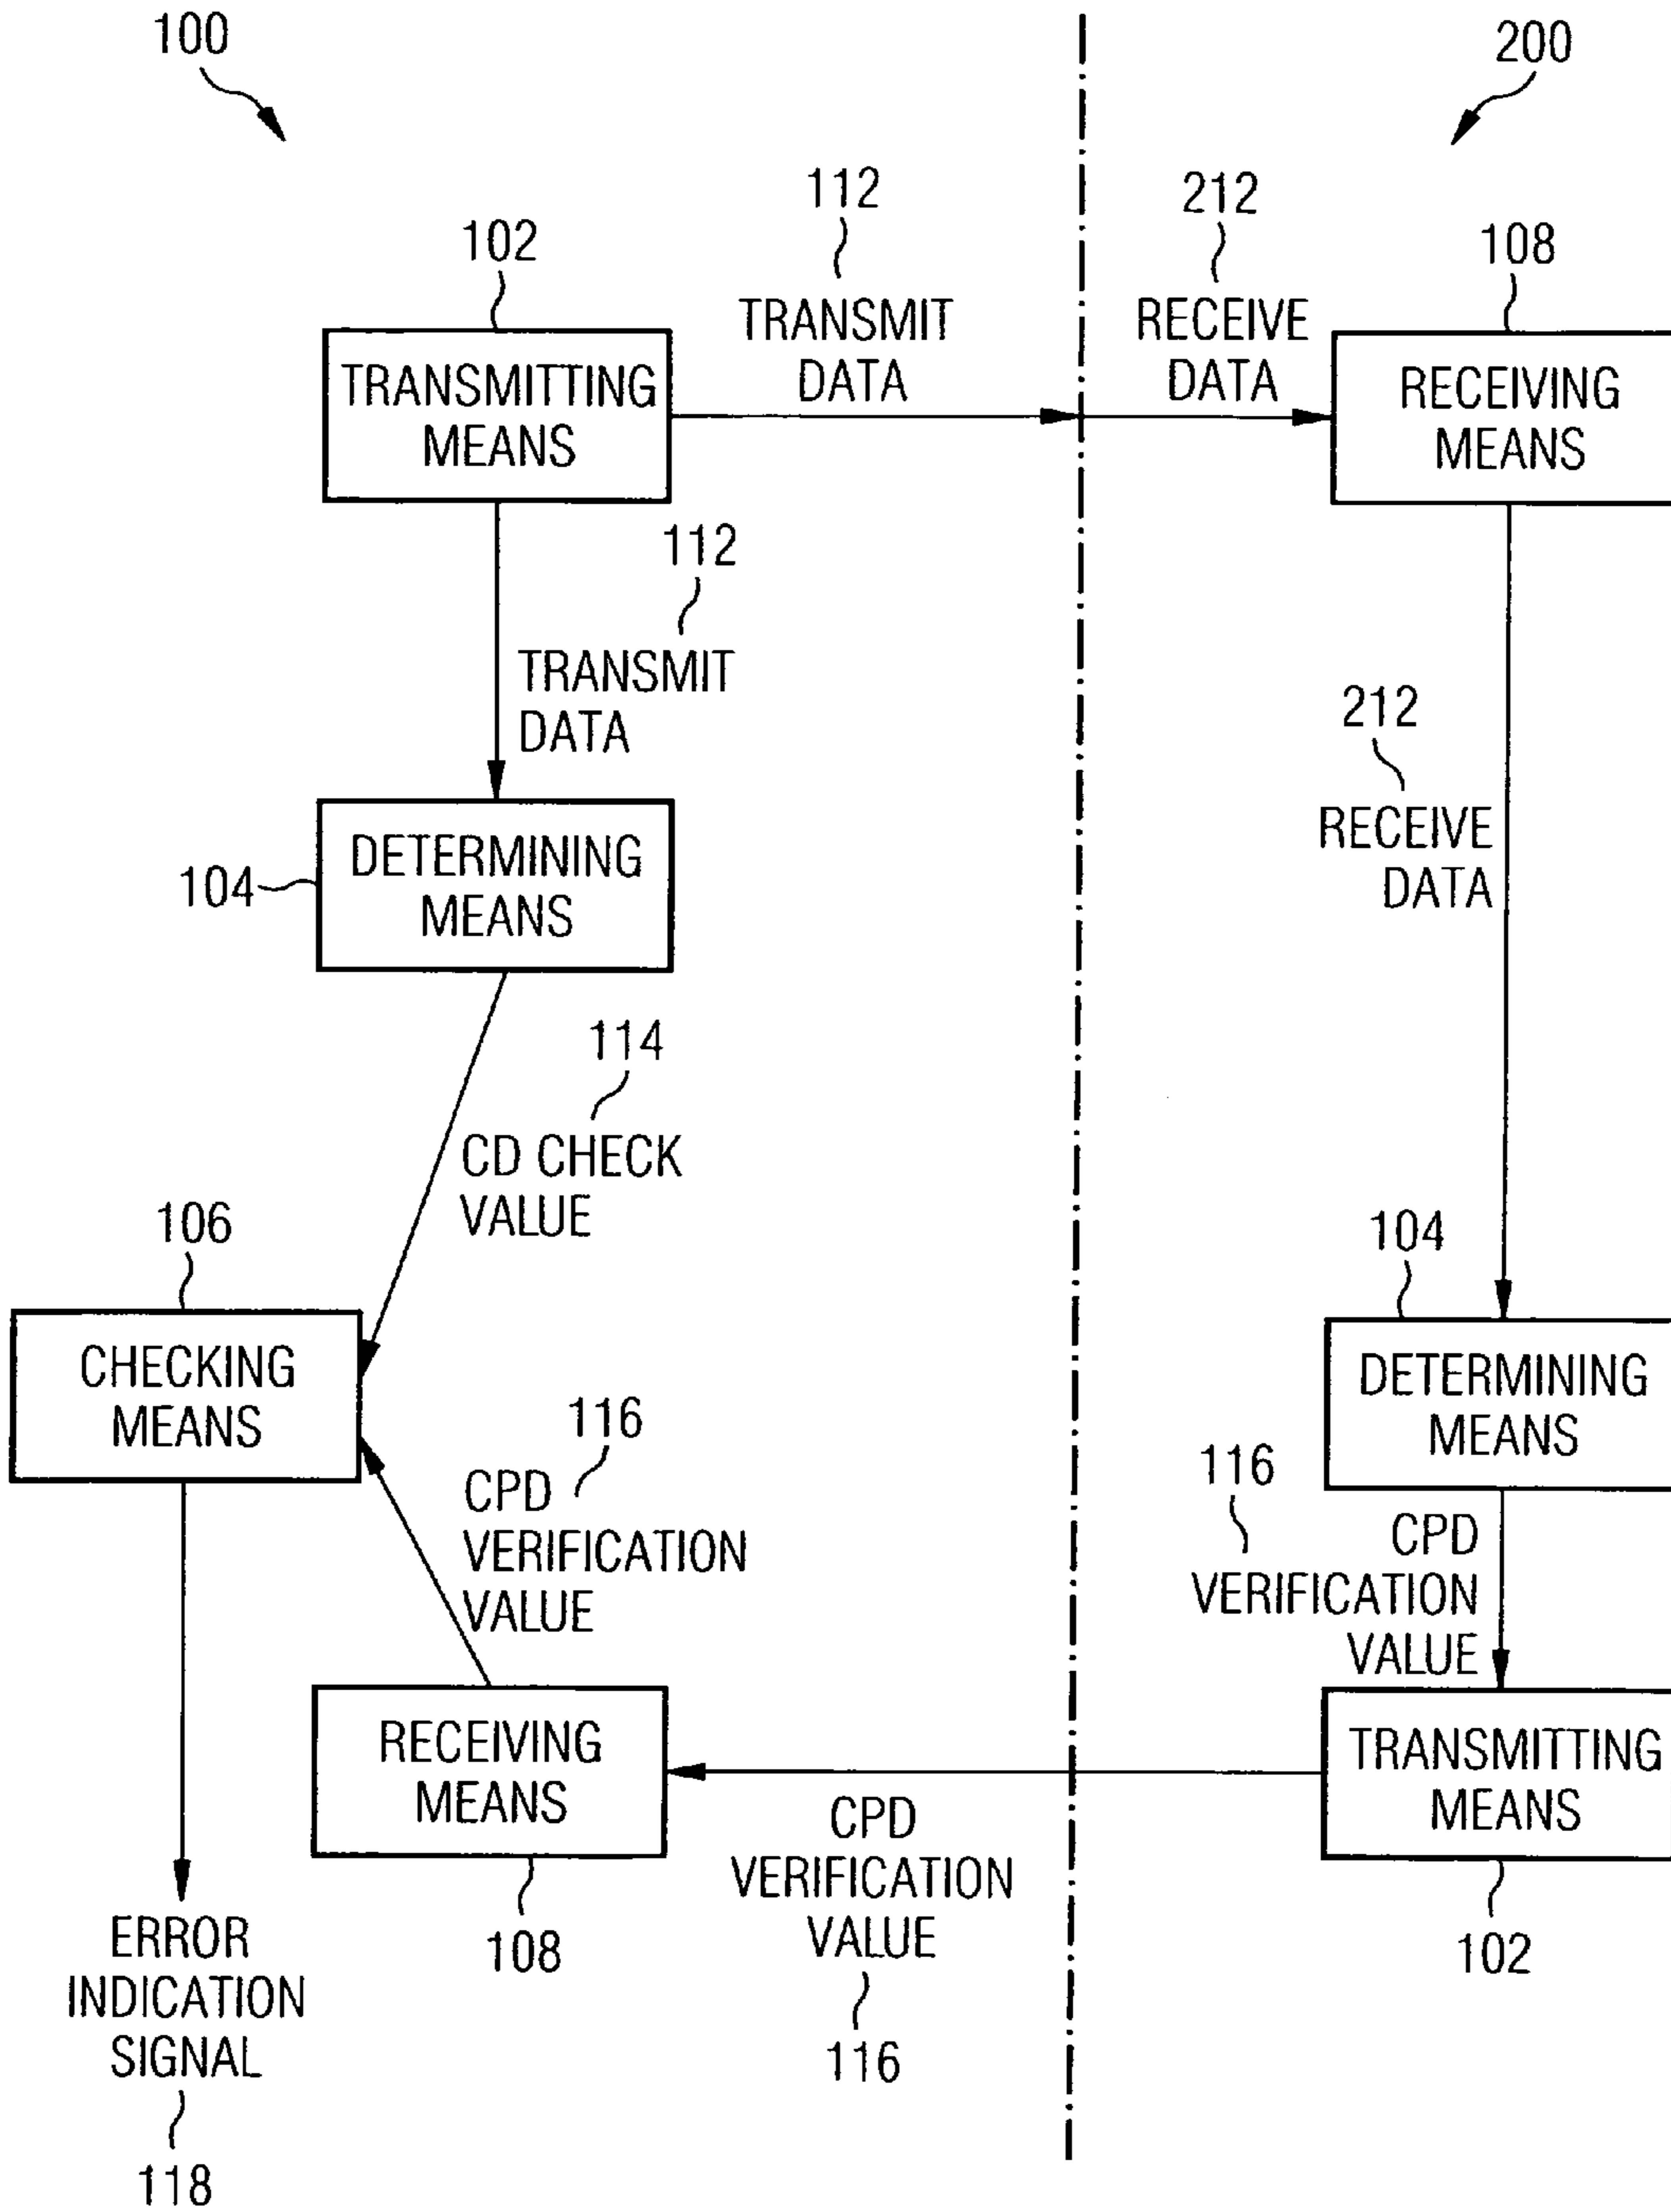 100
200
112
212
102
108
TRANSMIT
DATA
RECEIVE
DATA
TRANSMITTING
MEANS
RECEIVING
MEANS
112
TRANSMIT
DATA
212
RECEIVE
DATA
104
DETERMINING
MEANS
114
CD CHECK
VALUE
106
104
CHECKING
MEANS
DETERMINING
MEANS
116
CPD
VERIFICATION
VALUE
116
CPD
VERIFICATION
VALUE
RECEIVING
MEANS
TRANSMITTING
MEANS
CPD
VERIFICATION
VALUE
108
102
116
ERROR
INDICATION
SIGNAL
118